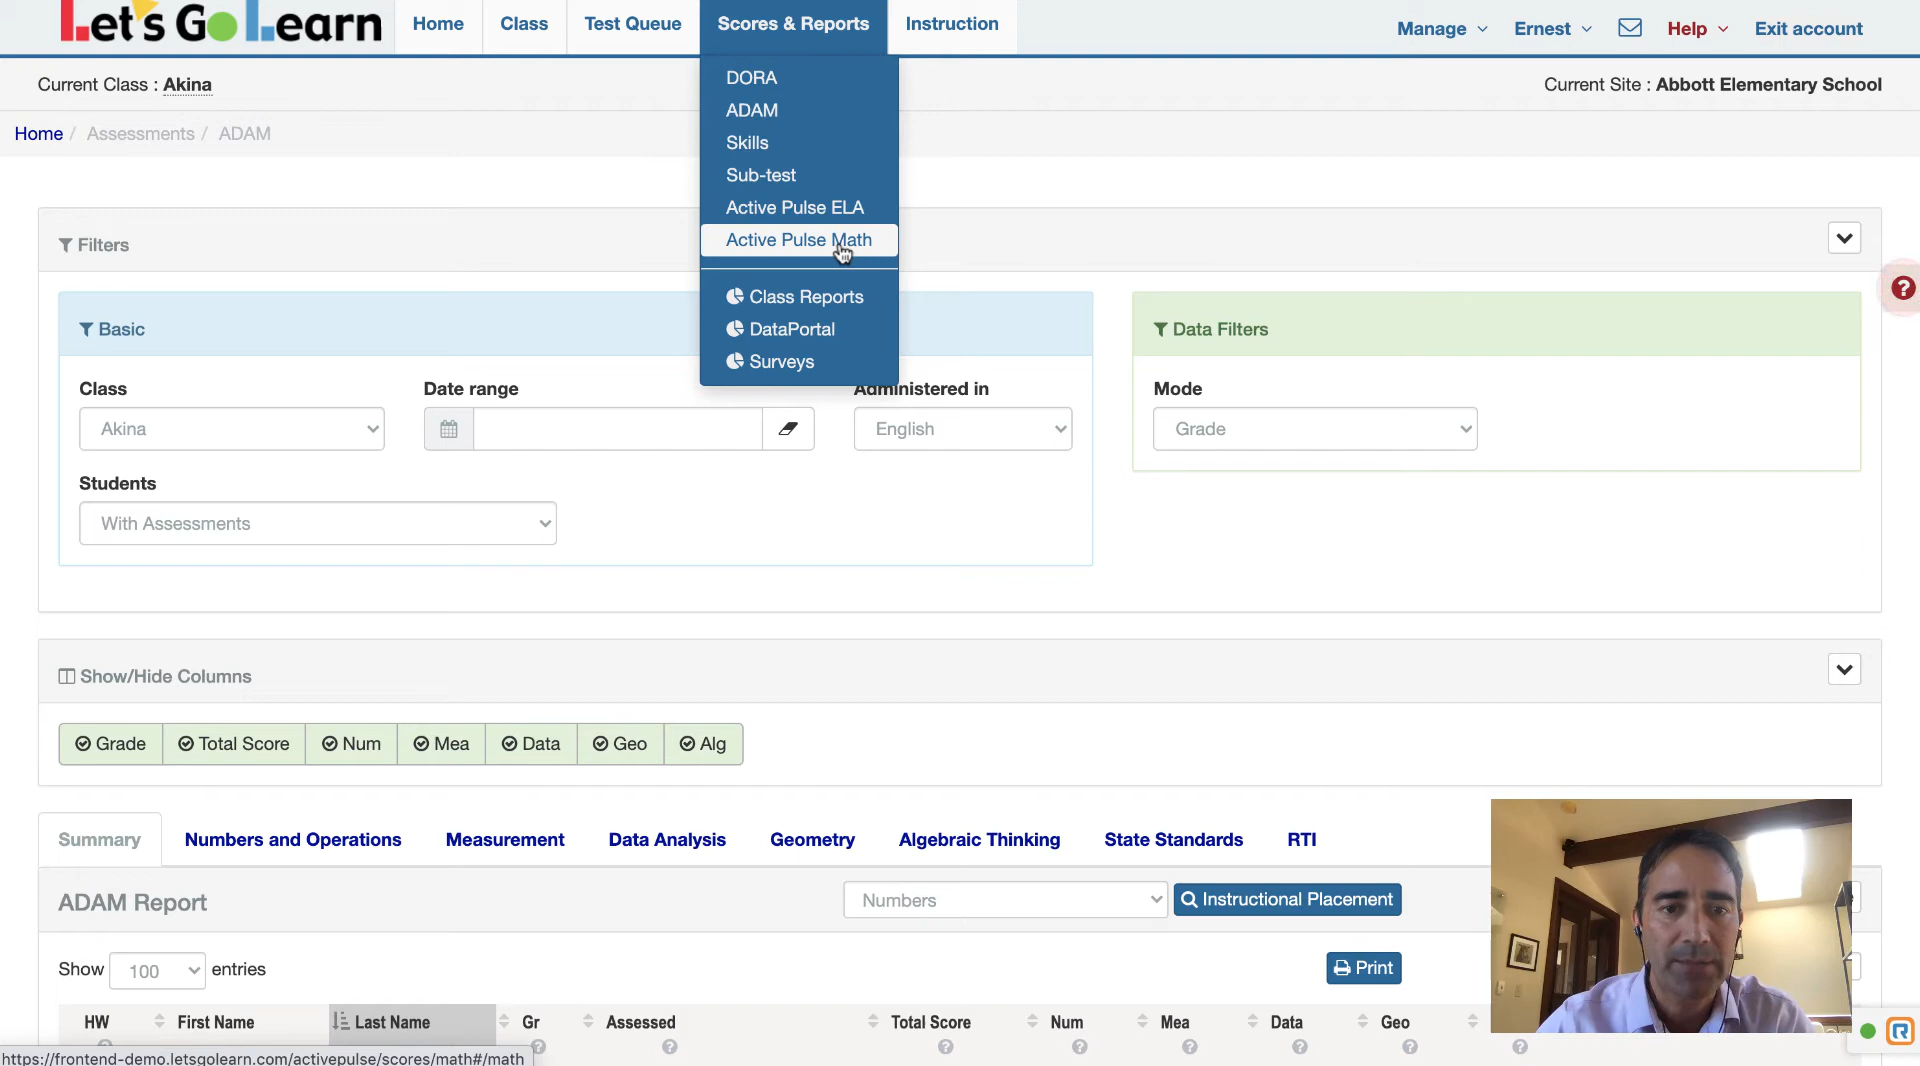 Let's Go Learn
Home
Class
Test Queue
Scores & Reports
Instruction
Manage
Ernest
Help
Exit account
Current Class : Akina
Current Site : Abbott Elementary School
Home / Assessments / ADAM
DORA
ADAM
Skills
Sub-test
Active Pulse ELA
Active Pulse Math
Class Reports
DataPortal
Surveys
Filters
?
Basic
Data Filters
Class
Date range
Administered in
Mode
Akina
English
Grade
Students
With Assessments
Show/Hide Columns
Grade
Total Score
Num
Mea
Data
Geo
Alg
Summary
Numbers and Operations
Measurement
Data Analysis
Geometry
Algebraic Thinking
State Standards
RTI
ADAM Report
Numbers
Instructional Placement
Show 100 entries
Print
HW
First Name
Last Name
Gr
Assessed
Total Score
Num
Mea
Data
Geo
https://frontend-demo.letsgolearn.com/activepulse/scores/math#/math